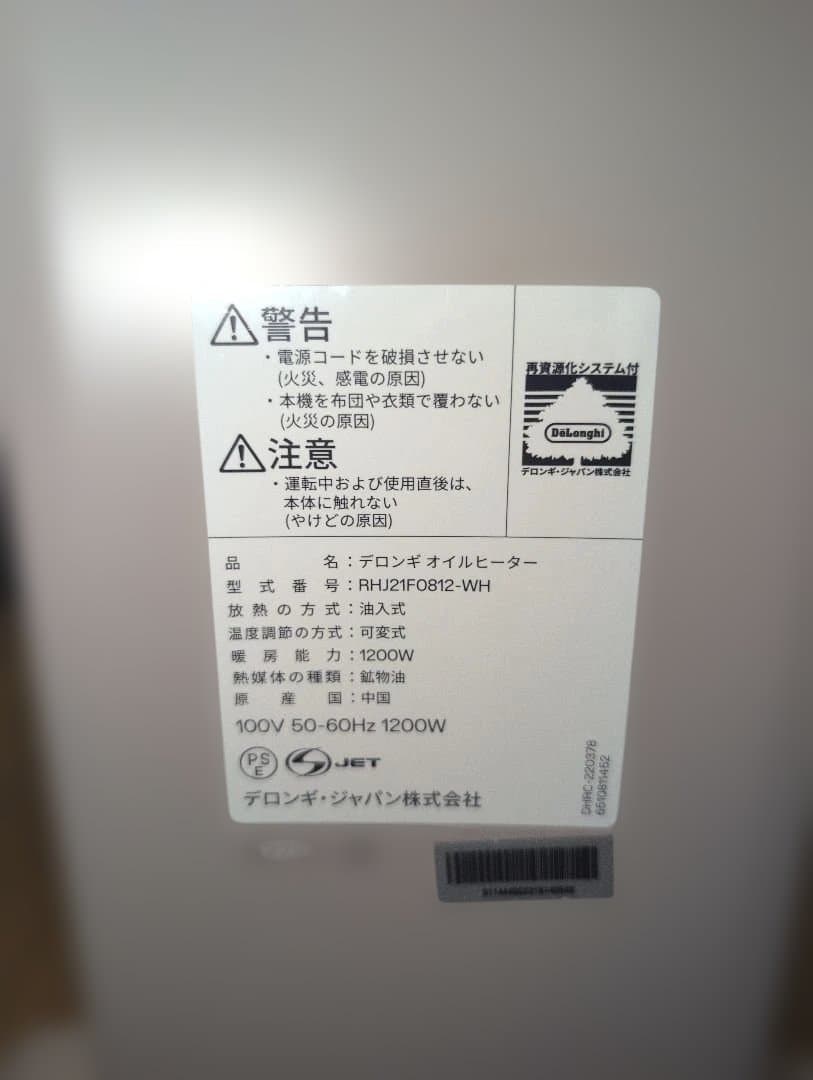 警告
・電源コードを破損させない
(火災、感電の原因)
・本機を布団や衣類で覆わない
(火災の原因)
注意
・運転中および使用直後は、
本体に触れない
(やけどの原因)
再資源化システム付
DeLonghi
デロンギ・ジャパン株式会社
品名：デロンギ オイルヒーター
型式番号：RHJ21F0812-WH
放熱の方式：油入式
温度調節の方式：可変式
暖房能力：1200W
熱媒体の種類：鉱物油
原産国：中国
100V 50-60Hz 1200W
PS
E
JET
デロンギ・ジャパン株式会社
DHRC-220378